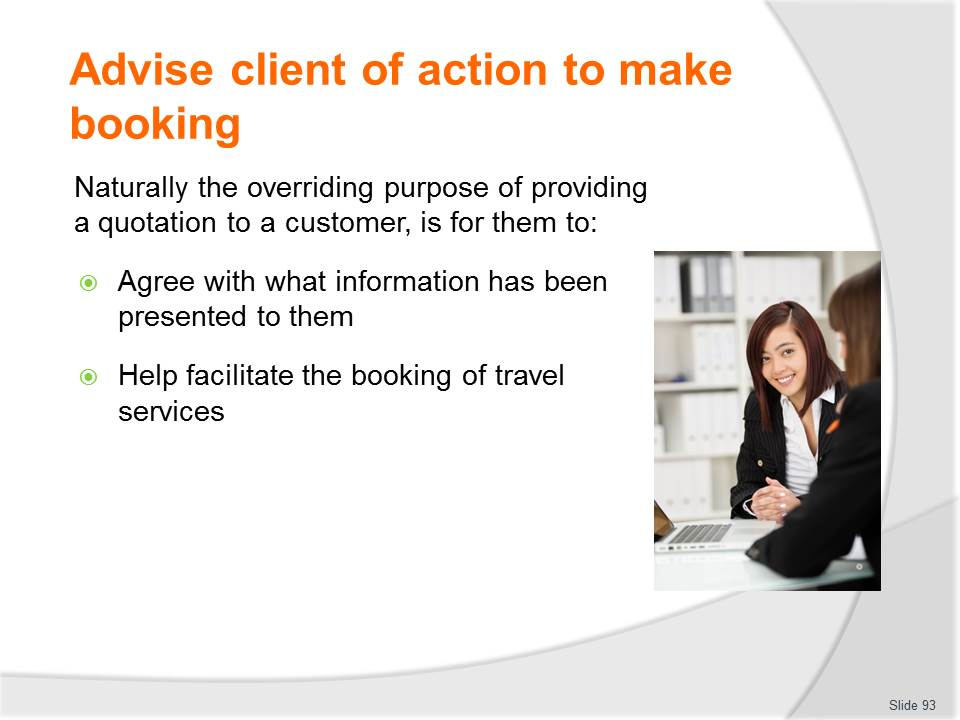 Advise client of action to make
booking
Naturally the overriding purpose of providing
a quotation to a customer, is for them to:
Agree with what information has been
presented to them
Help facilitate the booking of travel
services
Slide 93